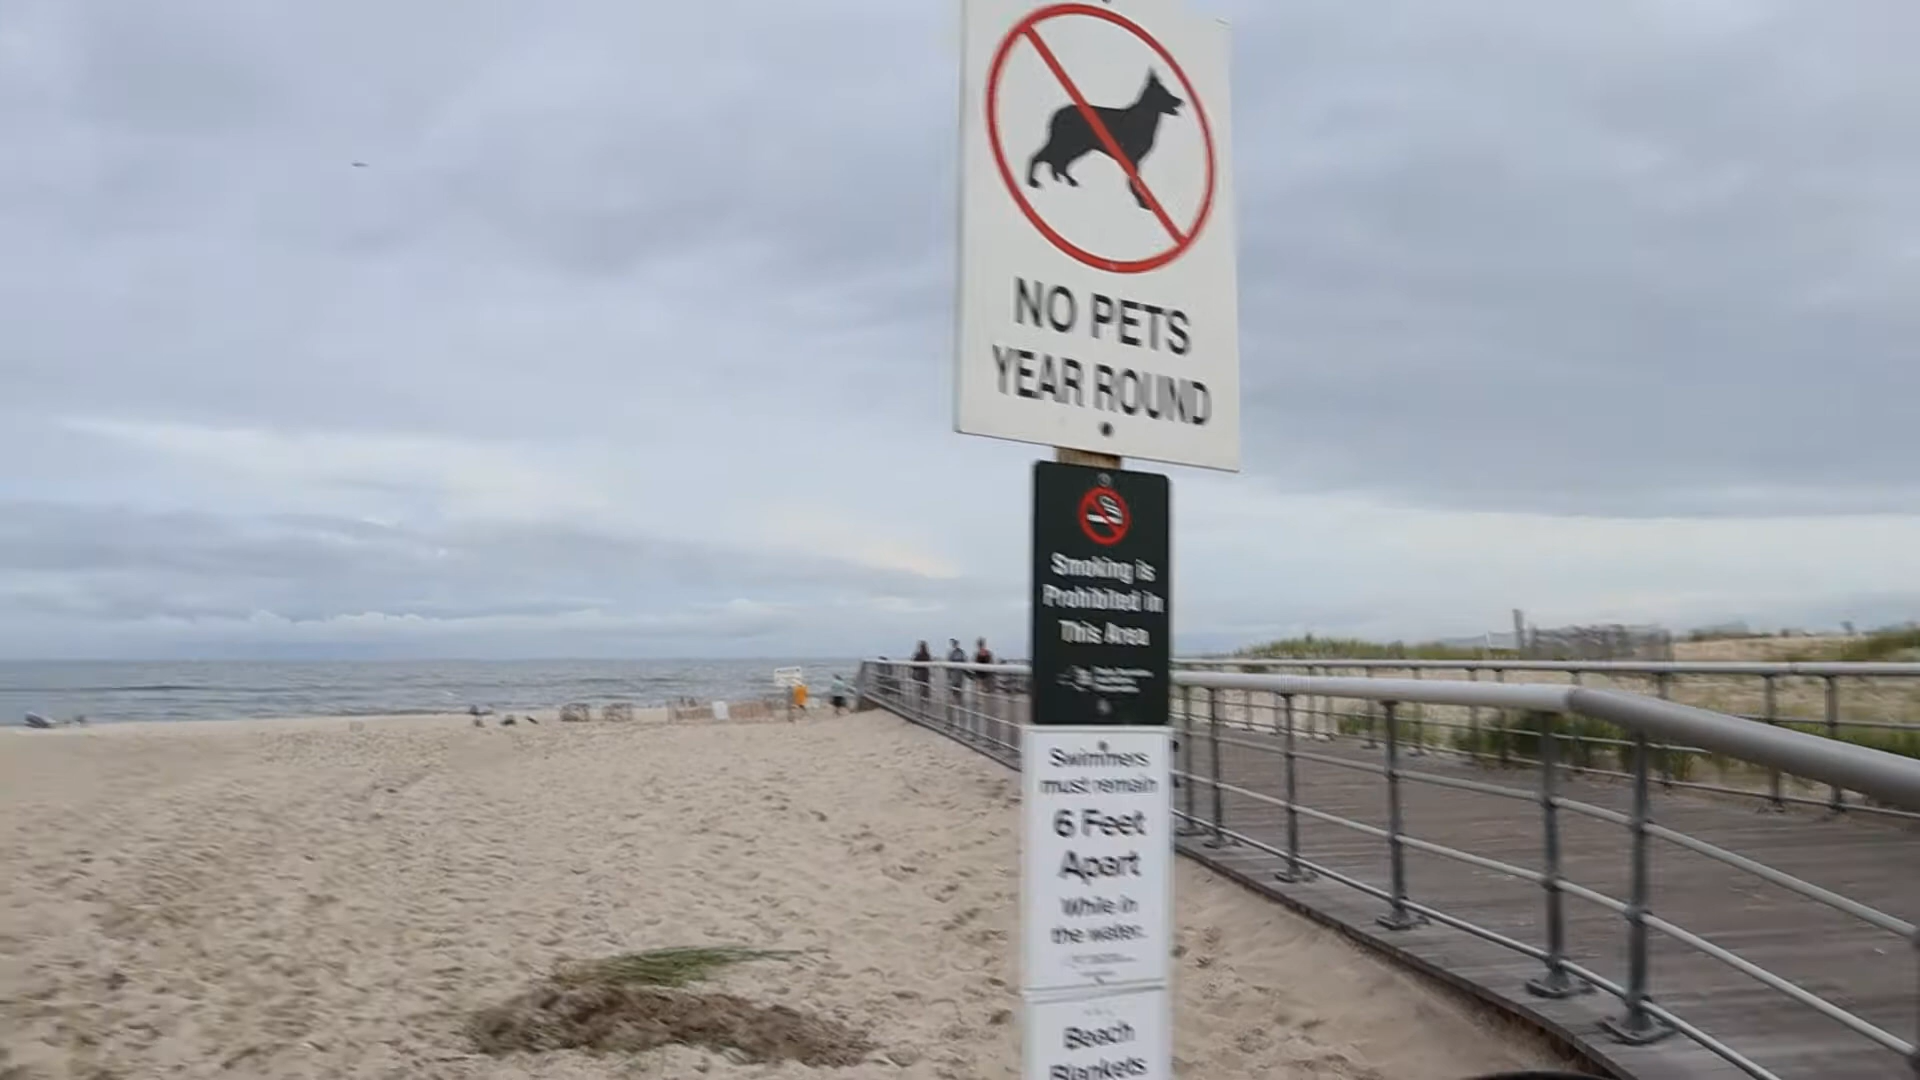 NO PETS
YEAR ROUND
Smoking is
Prohibited in
This Area
Swimmers
must remain
6 Feet
Apart
While in
the water.
Beach
Blankets